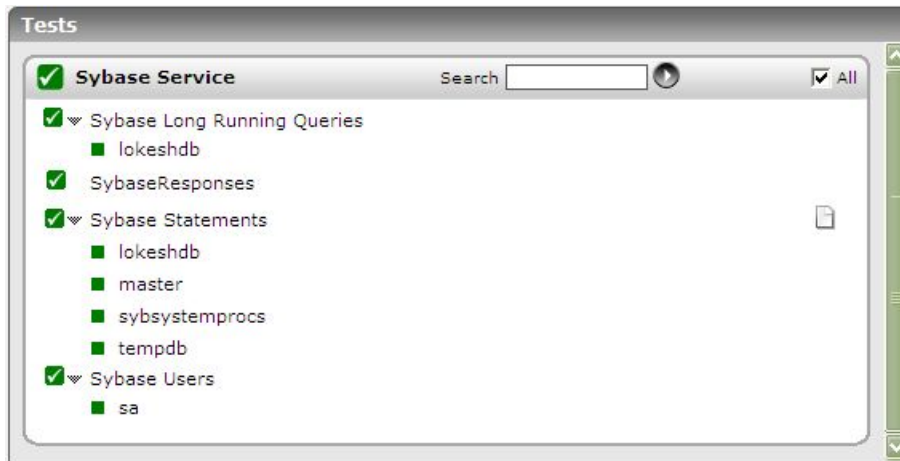 Tests
Sybase Service Search All
Sybase Long Running Queries
lokeshdb
SybaseResponses
Sybase Statements
lokeshdb
master
sybsystemprocs
tempdb
Sybase Users
sa